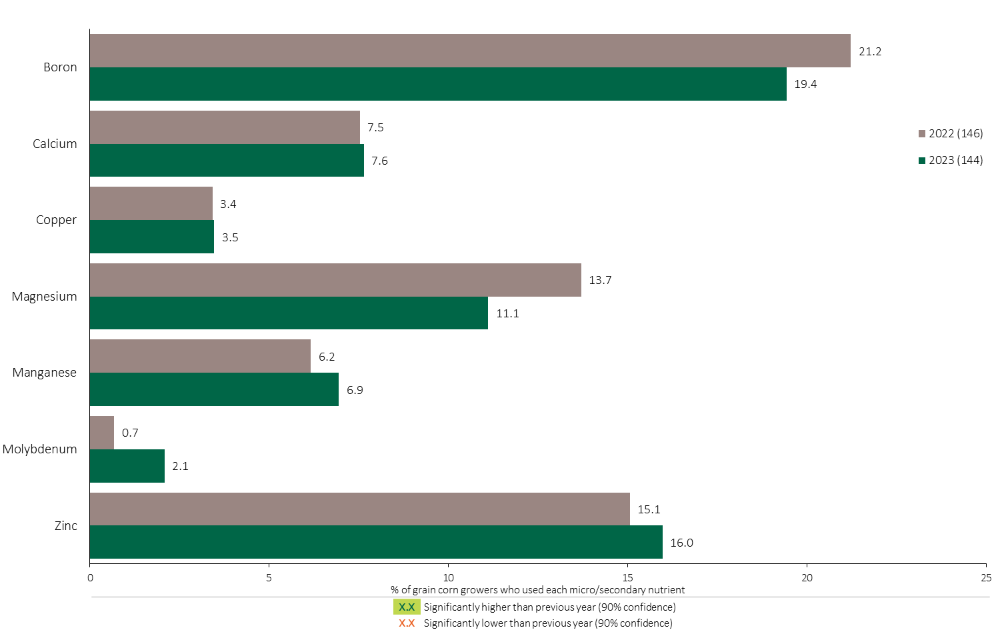 Boron
21.2
19.4
Calcium
7.5
7.6
2022 (146)
2023 (144)
Copper
3.4
3.5
Magnesium
13.7
11.1
Manganese
6.2
6.9
Molybdenum
0.7
2.1
Zinc
15.1
16.0
0 5 10 15 20 25
% of grain corn growers who used each micro/secondary nutrient
X.X Significantly higher than previous year (90% confidence)
X.X Significantly lower than previous year (90% confidence)